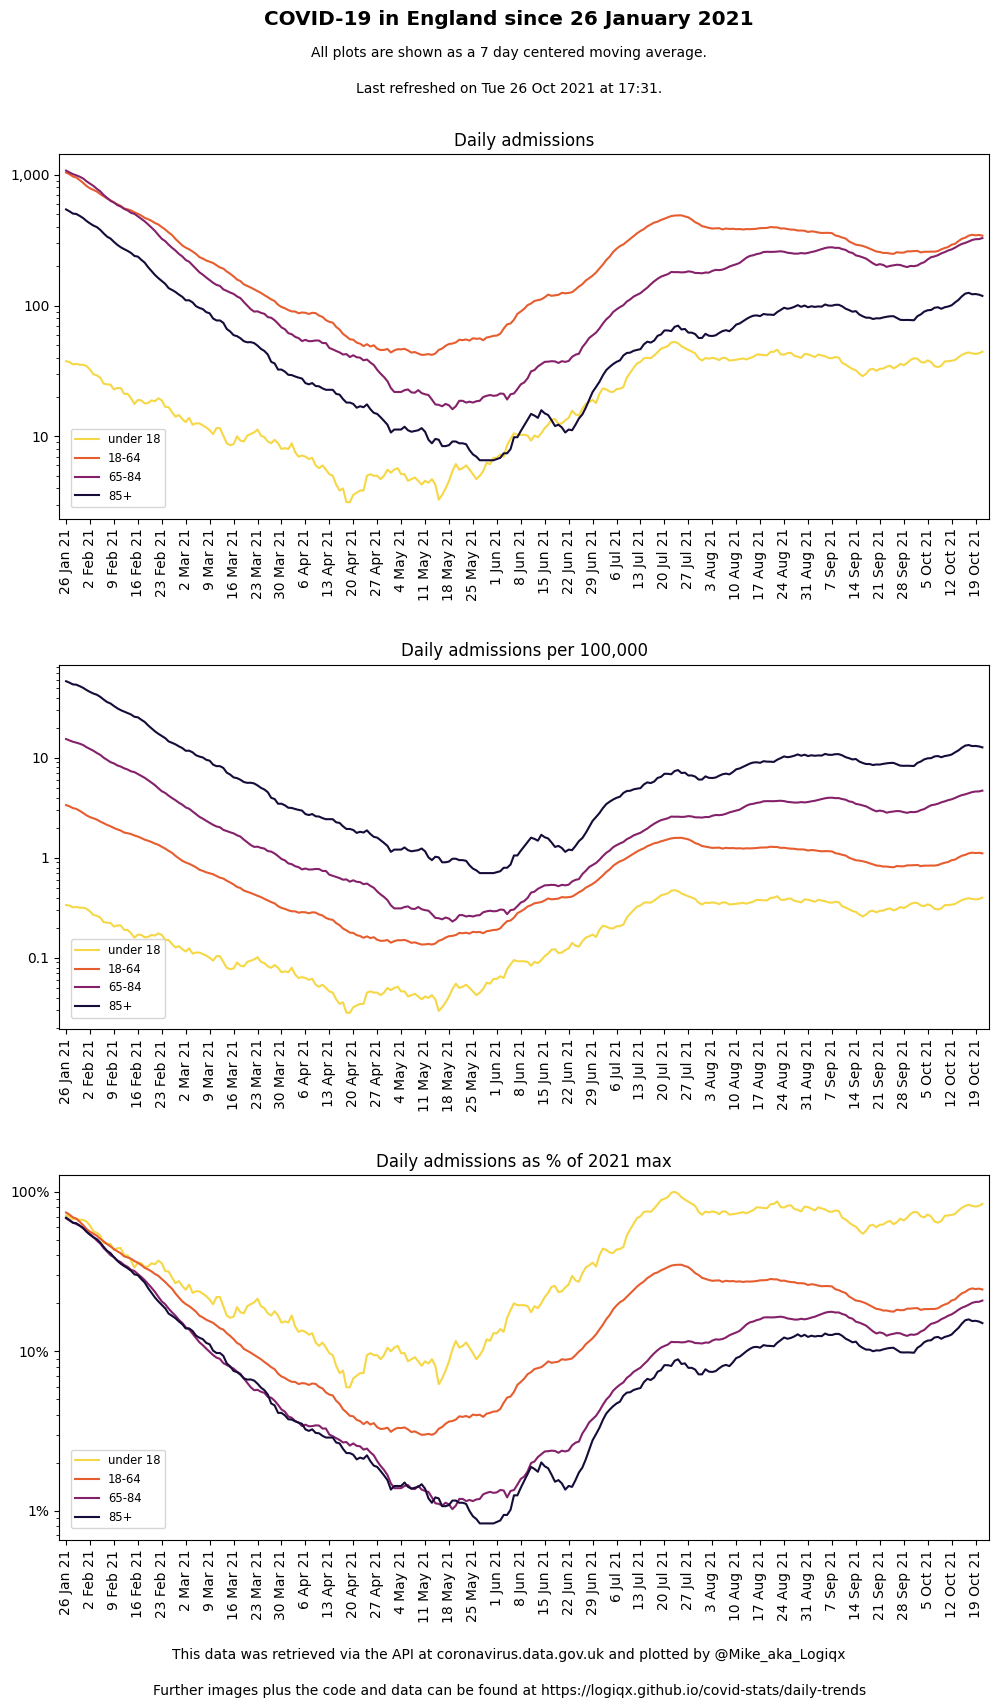 COVID-19 in England since 26 January 2021
All plots are shown as a 7 day centered moving average.
Last refreshed on Tue 26 Oct 2021 at 17:31.
Daily admissions
1,000
100
10
under 18
18-64
65-84
85+
26 Jan 21
2 Feb 21
9 Feb 21
16 Feb 21
23 Feb 21
2 Mar 21
9 Mar 21
16 Mar 21
23 Mar 21
30 Mar 21
6 Apr 21
13 Apr 21
20 Apr 21
27 Apr 21
4 May 21
11 May 21
18 May 21
25 May 21
1 Jun 21
8 Jun 21
15 Jun 21
22 Jun 21
29 Jun 21
6 Jul 21
13 Jul 21
20 Jul 21
27 Jul 21
3 Aug 21
10 Aug 21
17 Aug 21
24 Aug 21
31 Aug 21
7 Sep 21
14 Sep 21
21 Sep 21
28 Sep 21
5 Oct 21
12 Oct 21
19 Oct 21
Daily admissions per 100,000
10
1
0.1
under 18
18-64
65-84
85+
26 Jan 21
2 Feb 21
9 Feb 21
16 Feb 21
23 Feb 21
2 Mar 21
9 Mar 21
16 Mar 21
23 Mar 21
30 Mar 21
6 Apr 21
13 Apr 21
20 Apr 21
27 Apr 21
4 May 21
11 May 21
18 May 21
25 May 21
1 Jun 21
8 Jun 21
15 Jun 21
22 Jun 21
29 Jun 21
6 Jul 21
13 Jul 21
20 Jul 21
27 Jul 21
3 Aug 21
10 Aug 21
17 Aug 21
24 Aug 21
31 Aug 21
7 Sep 21
14 Sep 21
21 Sep 21
28 Sep 21
5 Oct 21
12 Oct 21
19 Oct 21
Daily admissions as % of 2021 max
100%
10%
1%
under 18
18-64
65-84
85+
26 Jan 21
2 Feb 21
9 Feb 21
16 Feb 21
23 Feb 21
2 Mar 21
9 Mar 21
16 Mar 21
23 Mar 21
30 Mar 21
6 Apr 21
13 Apr 21
20 Apr 21
27 Apr 21
4 May 21
11 May 21
18 May 21
25 May 21
1 Jun 21
8 Jun 21
15 Jun 21
22 Jun 21
29 Jun 21
6 Jul 21
13 Jul 21
20 Jul 21
27 Jul 21
3 Aug 21
10 Aug 21
17 Aug 21
24 Aug 21
31 Aug 21
7 Sep 21
14 Sep 21
21 Sep 21
28 Sep 21
5 Oct 21
12 Oct 21
19 Oct 21
This data was retrieved via the API at coronavirus.data.gov.uk and plotted by @Mike_aka_Logiqx
Further images plus the code and data can be found at https://logiqx.github.io/covid-stats/daily-trends